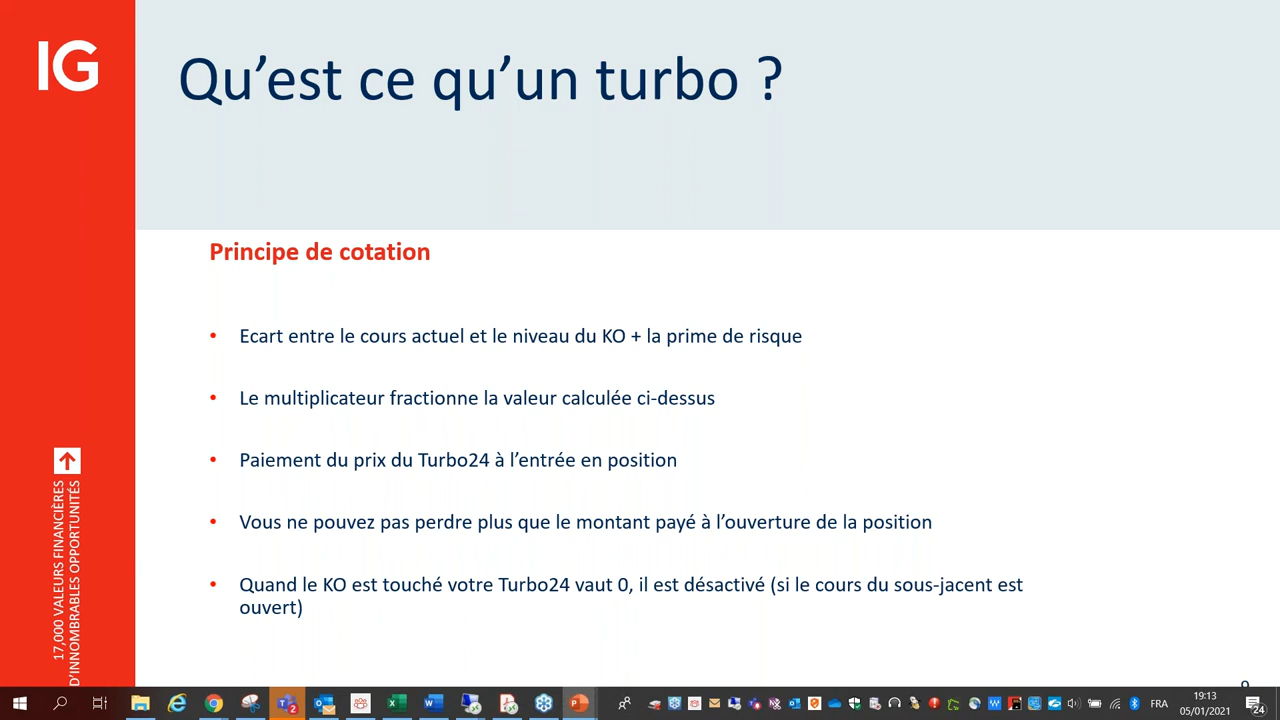 IG
Qu’est ce qu’un turbo ?
Principe de cotation
• Ecart entre le cours actuel et le niveau du KO + la prime de risque
• Le multiplicateur fractionne la valeur calculée ci-dessus
• Paiement du prix du Turbo24 à l’entrée en position
• Vous ne pouvez pas perdre plus que le montant payé à l’ouverture de la position
• Quand le KO est touché votre Turbo24 vaut 0, il est désactivé (si le cours du sous-jacent est
ouvert)
17,000 VALEURS FINANCIÈRES
D’INNOMBRABLES OPPORTUNITÉS
FRA
19:13
05/01/2021
24